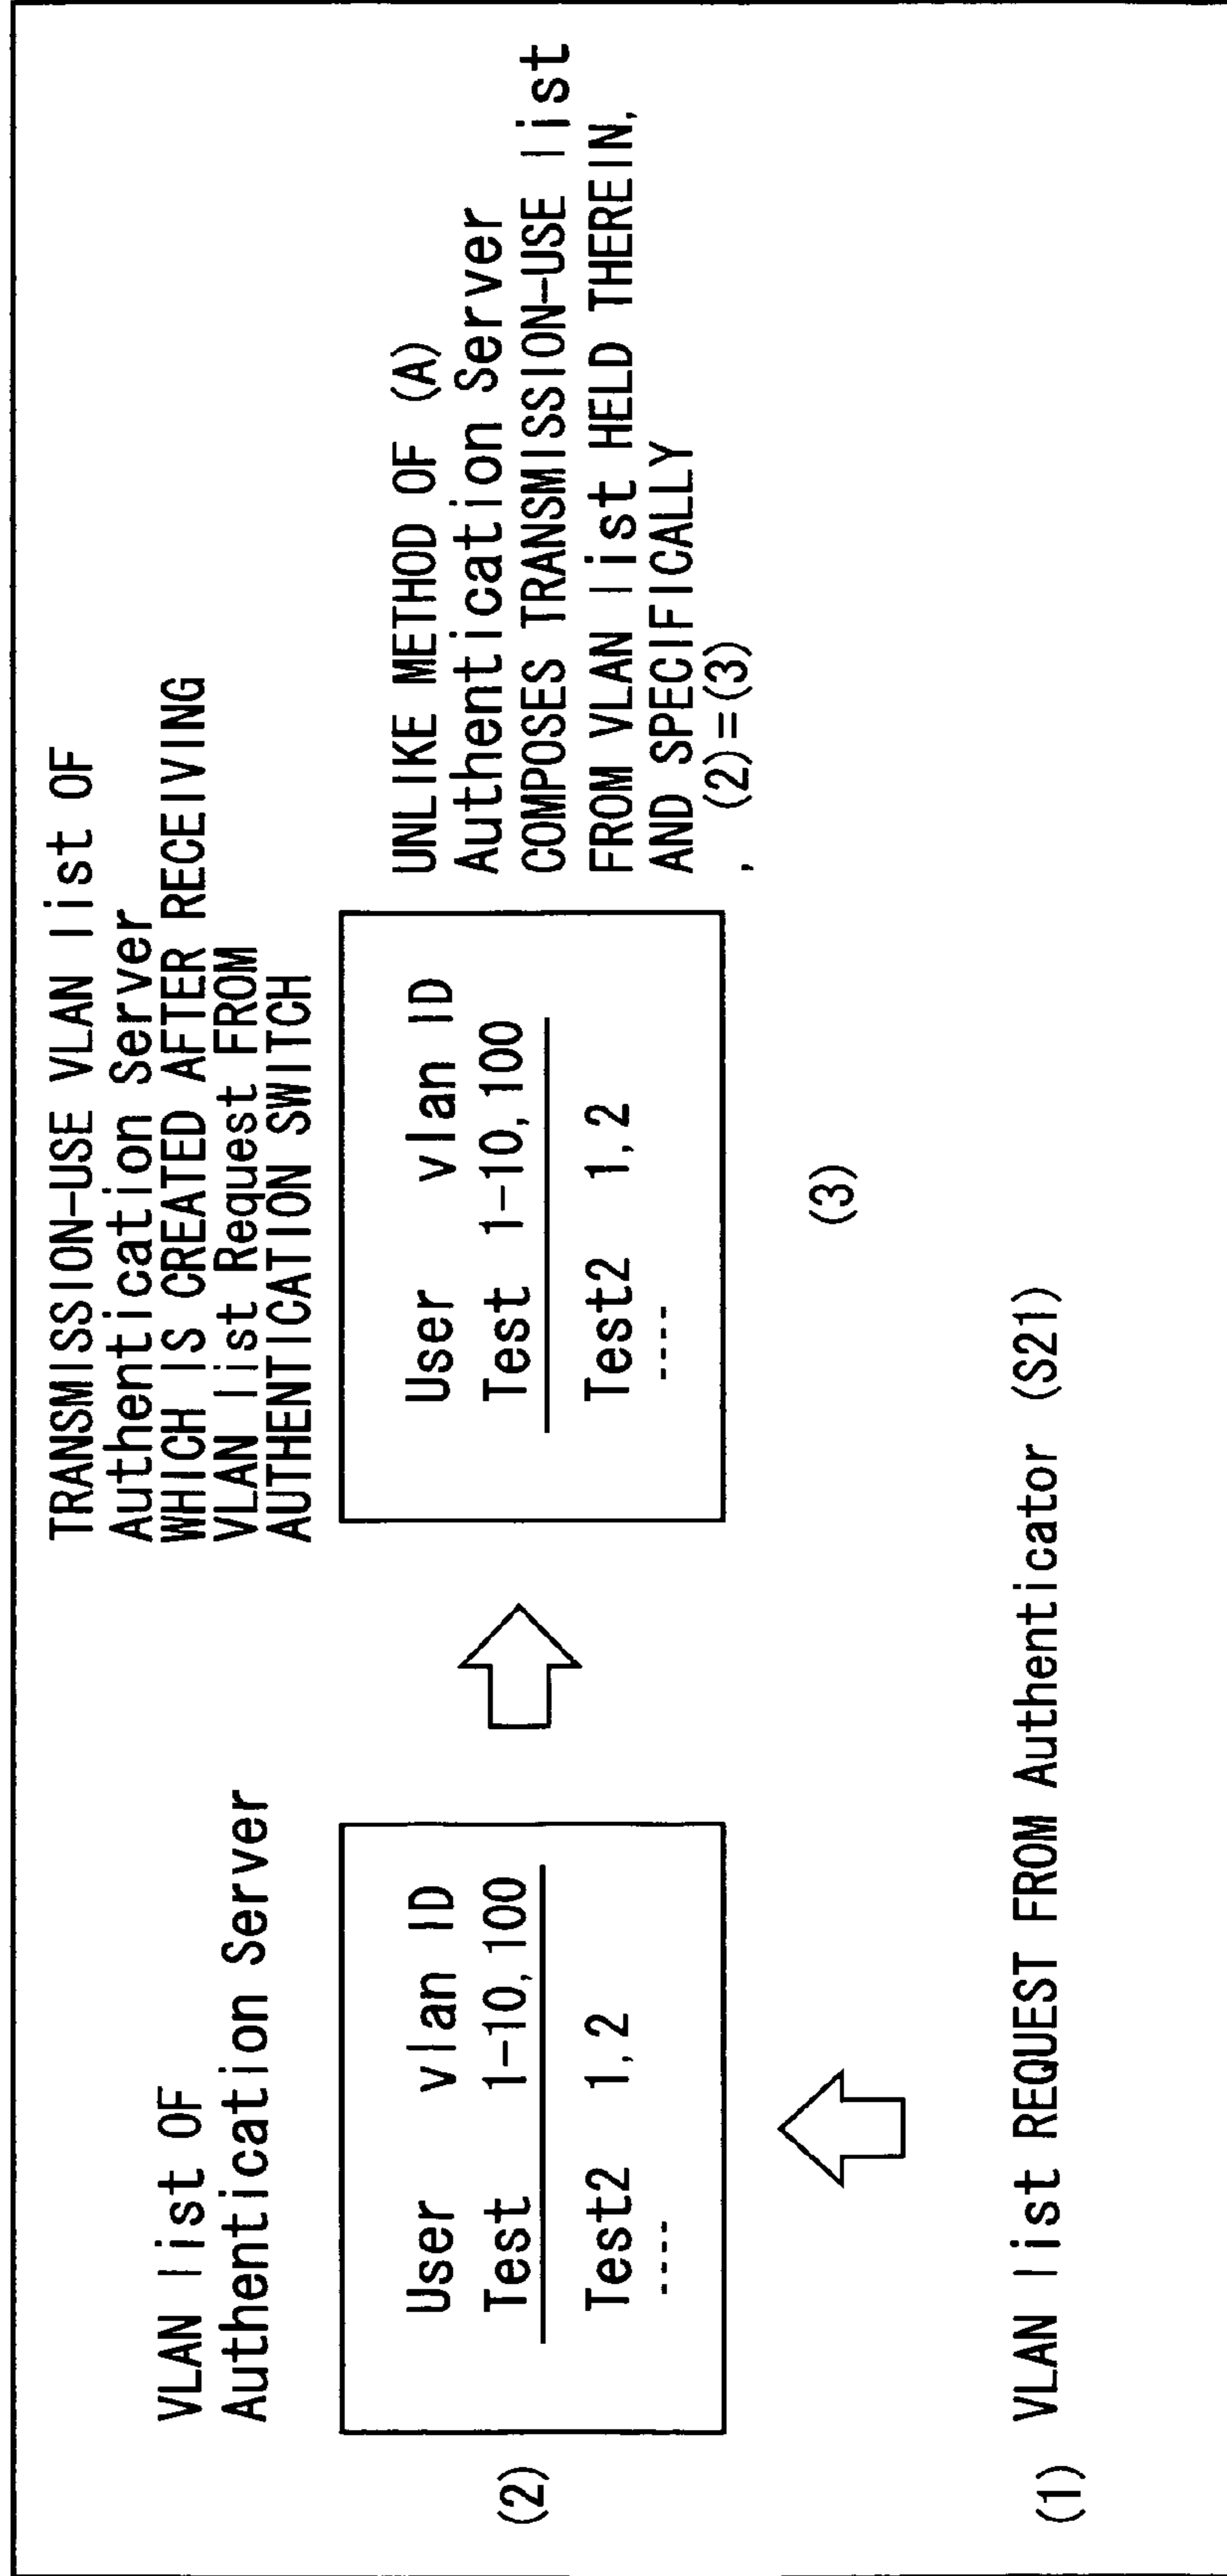 VLAN list OF
Authentication Server
(2)
User vlan ID
Test 1-10, 100
Test2 1, 2
----
TRANSMISSION-USE VLAN list OF
Authentication Server
WHICH IS CREATED AFTER RECEIVING
VLAN list Request FROM
AUTHENTICATION SWITCH
User vlan ID
Test 1-10, 100
Test2 1, 2
----
(3)
UNLIKE METHOD OF (A)
Authentication Server
COMPOSES TRANSMISSION-USE list
FROM VLAN list HELD THEREIN,
AND SPECIFICALLY
, (2)=(3)
(1) VLAN list REQUEST FROM Authenticator (S21)